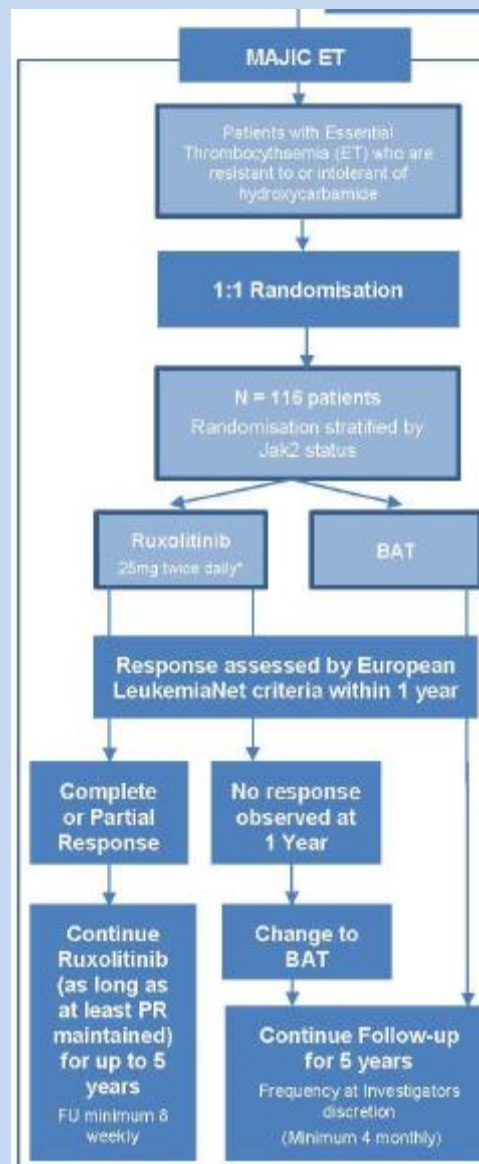 MAJIC ET
Patients with Essential
Thrombocythaemia (ET) who are
resistant to or intolerant of
hydroxycarbamide
1:1 Randomisation
N = 116 patients
Randomisation stratified by
Jak2 status
Ruxolitinib
25mg twice daily*
BAT
Response assessed by European
LeukemiaNet criteria within 1 year
Complete
or Partial
Response
No response
observed at
1 Year
Continue
Ruxolitinib
(as long as
at least PR
maintained)
for up to 5
years
FU minimum 8
weekly
Change to
BAT
Continue Follow-up
for 5 years
Frequency at Investigators
discretion
(Minimum 4 monthly)